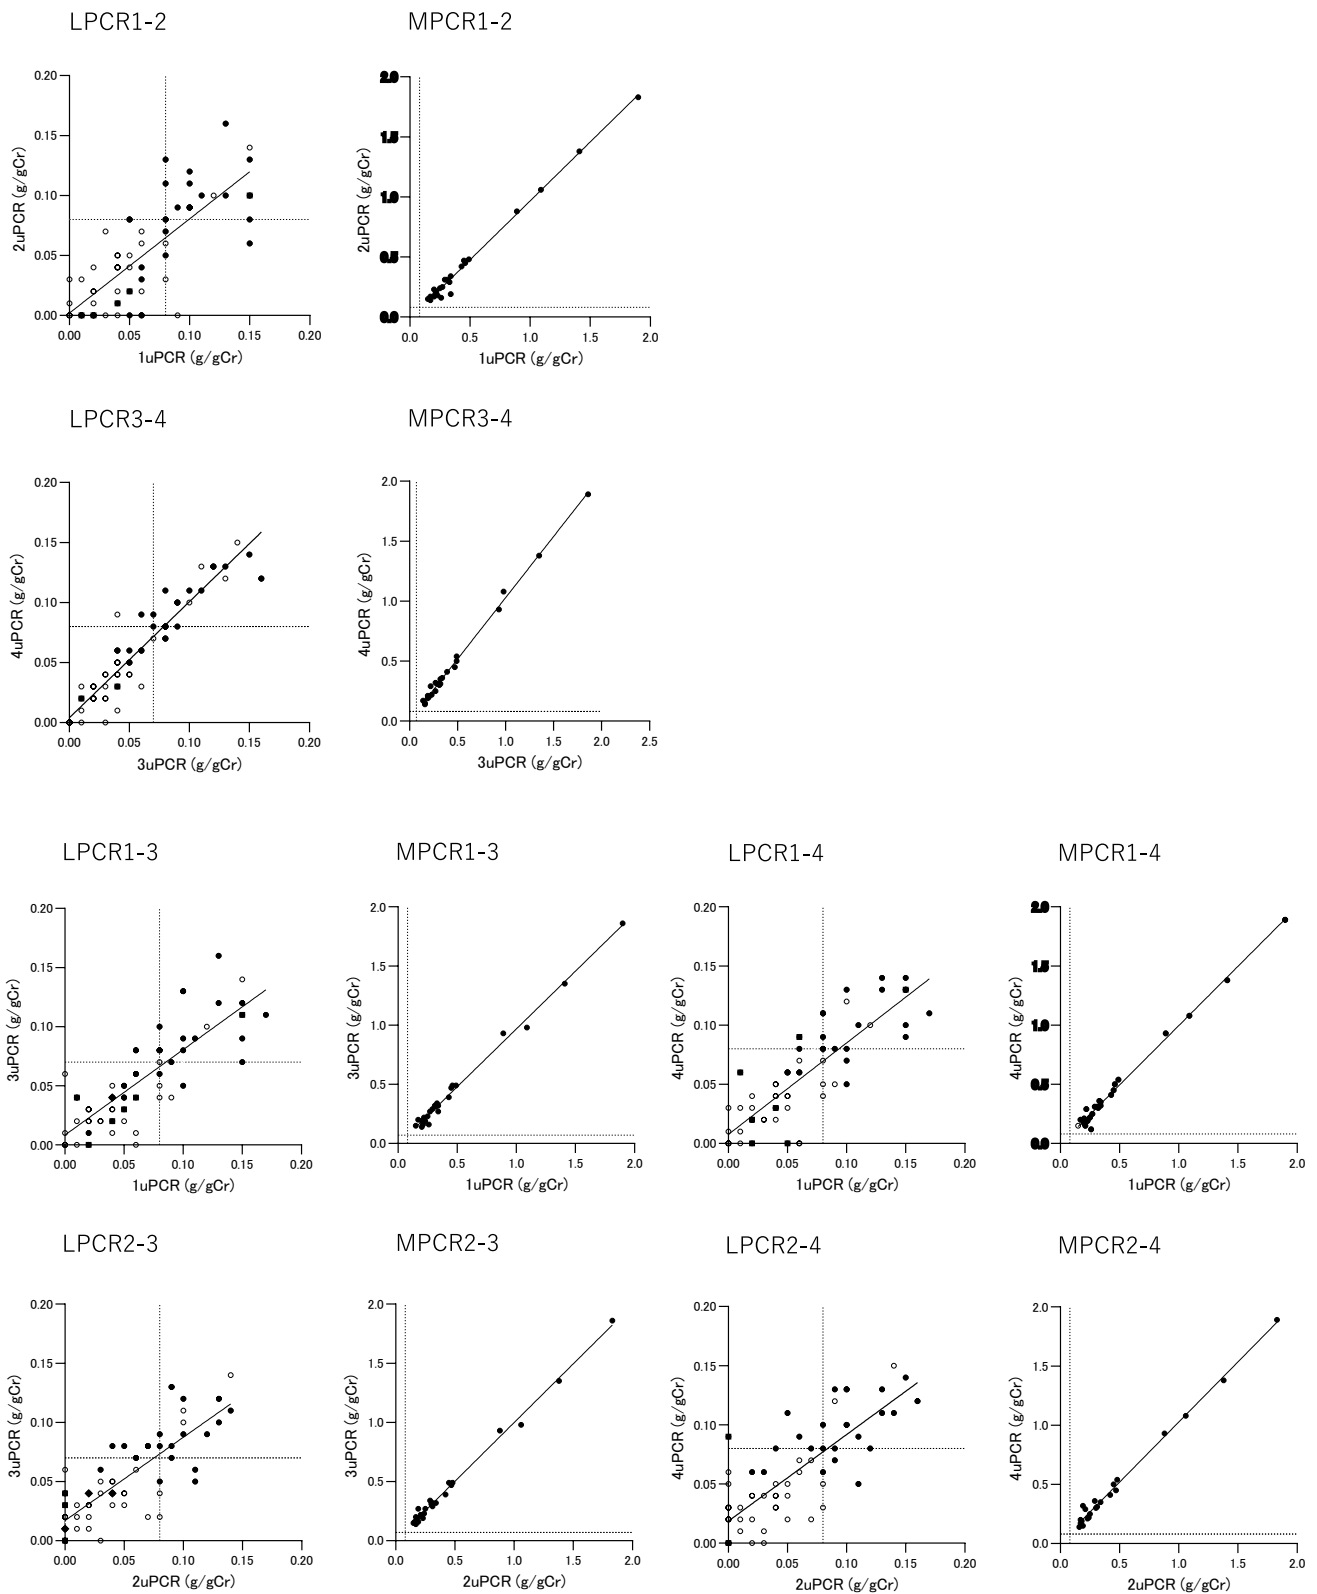 LPCR1-2 MPCR1-2
0.20 2.0
0.15 1.5
0.10 1.0
0.05 0.5
0.00 0.0
2uPCR (g/gCr) 2uPCR (g/gCr)
0.00 0.05 0.10 0.15 0.20 0.0 0.5 1.0 1.5 2.0
1uPCR (g/gCr) 1uPCR (g/gCr)
LPCR3-4 MPCR3-4
0.20 2.0
0.15 1.5
0.10 1.0
0.05 0.5
0.00 0.0
4uPCR (g/gCr) 4uPCR (g/gCr)
0.00 0.05 0.10 0.15 0.20 0.0 0.5 1.0 1.5 2.0 2.5
3uPCR (g/gCr) 3uPCR (g/gCr)
LPCR1-3 MPCR1-3 LPCR1-4 MPCR1-4
0.20 2.0 0.20 2.0
0.15 1.5 0.15 1.5
0.10 1.0 0.10 1.0
0.05 0.5 0.05 0.5
0.00 0.0 0.00 0.0
3uPCR (g/gCr) 3uPCR (g/gCr) 4uPCR (g/gCr) 4uPCR (g/gCr)
0.00 0.05 0.10 0.15 0.20 0.0 0.5 1.0 1.5 2.0 0.00 0.05 0.10 0.15 0.20 0.0 0.5 1.0 1.5 2.0
1uPCR (g/gCr) 1uPCR (g/gCr) 1uPCR (g/gCr) 1uPCR (g/gCr)
LPCR2-3 MPCR2-3 LPCR2-4 MPCR2-4
0.20 2.0 0.20 2.0
0.15 1.5 0.15 1.5
0.10 1.0 0.10 1.0
0.05 0.5 0.05 0.5
0.00 0.0 0.00 0.0
3uPCR (g/gCr) 3uPCR (g/gCr) 4uPCR (g/gCr) 4uPCR (g/gCr)
0.00 0.05 0.10 0.15 0.20 0.0 0.5 1.0 1.5 2.0 0.00 0.05 0.10 0.15 0.20 0.0 0.5 1.0 1.5 2.0
2uPCR (g/gCr) 2uPCR (g/gCr) 2uPCR (g/gCr) 2uPCR (g/gCr)